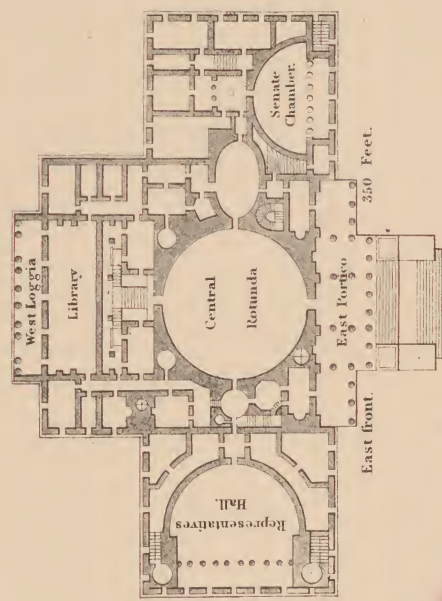 West Loggia
Library
Central
Rotunda
Senate
Chamber.
Representatives
Hall.
East Portico
East front.
350 Feet.